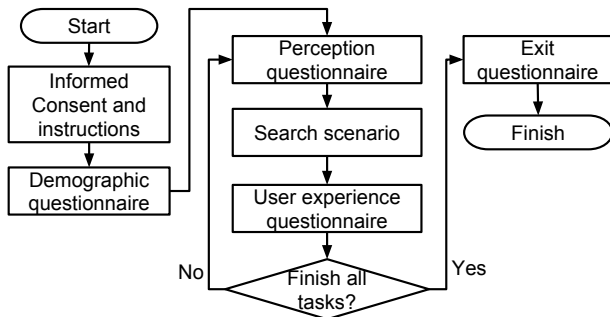 Start
Informed
Consent and
instructions
Demographic
questionnaire
Perception
questionnaire
Search scenario
User experience
questionnaire
Finish all
tasks?
No
Yes
Exit
questionnaire
Finish